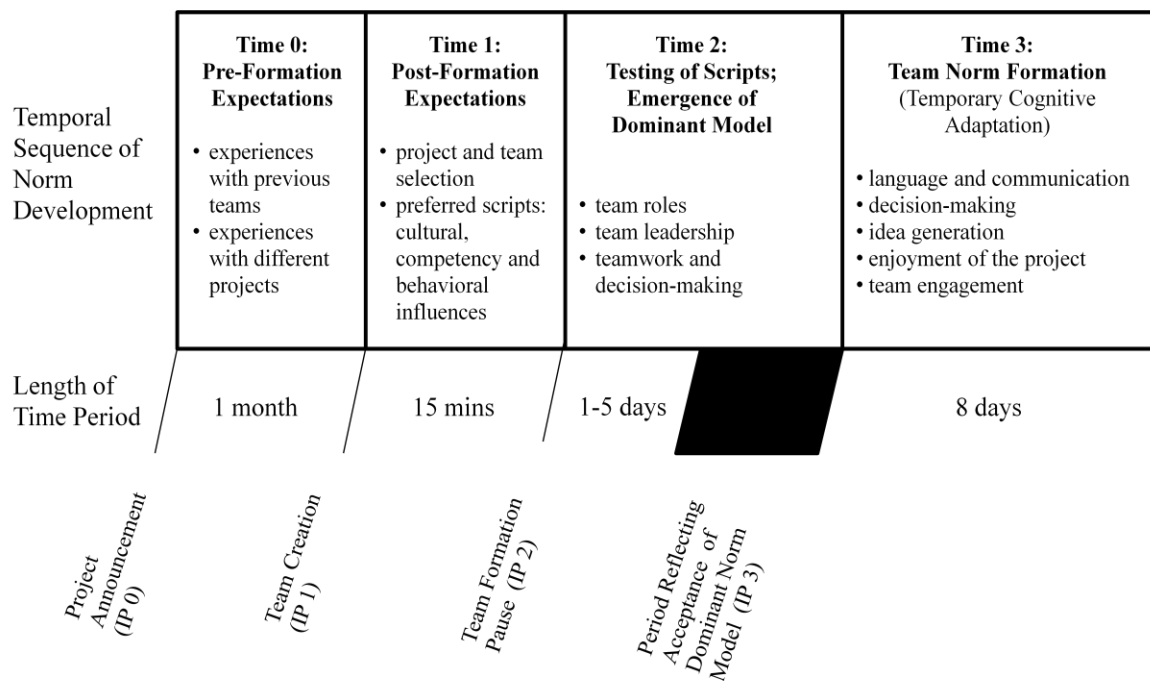 Temporal
Sequence of
Norm
Development
Time 0:
Pre-Formation
Expectations
• experiences
with previous
teams
• experiences
with different
projects
Time 1:
Post-Formation
Expectations
• project and team
selection
• preferred scripts:
cultural,
competency and
behavioral
influences
Time 2:
Testing of Scripts;
Emergence of
Dominant Model
• team roles
• team leadership
• teamwork and
decision-making
Time 3:
Team Norm Formation
(Temporary Cognitive
Adaptation)
• language and communication
• decision-making
• idea generation
• enjoyment of the project
• team engagement
Length of
Time Period
1 month
15 mins
1-5 days
8 days
Project
Announcement
(IP 0)
Team Creation
(IP 1)
Team Formation
Pause (IP 2)
Period Reflecting
Acceptance of
Dominant Norm
Model (IP 3)